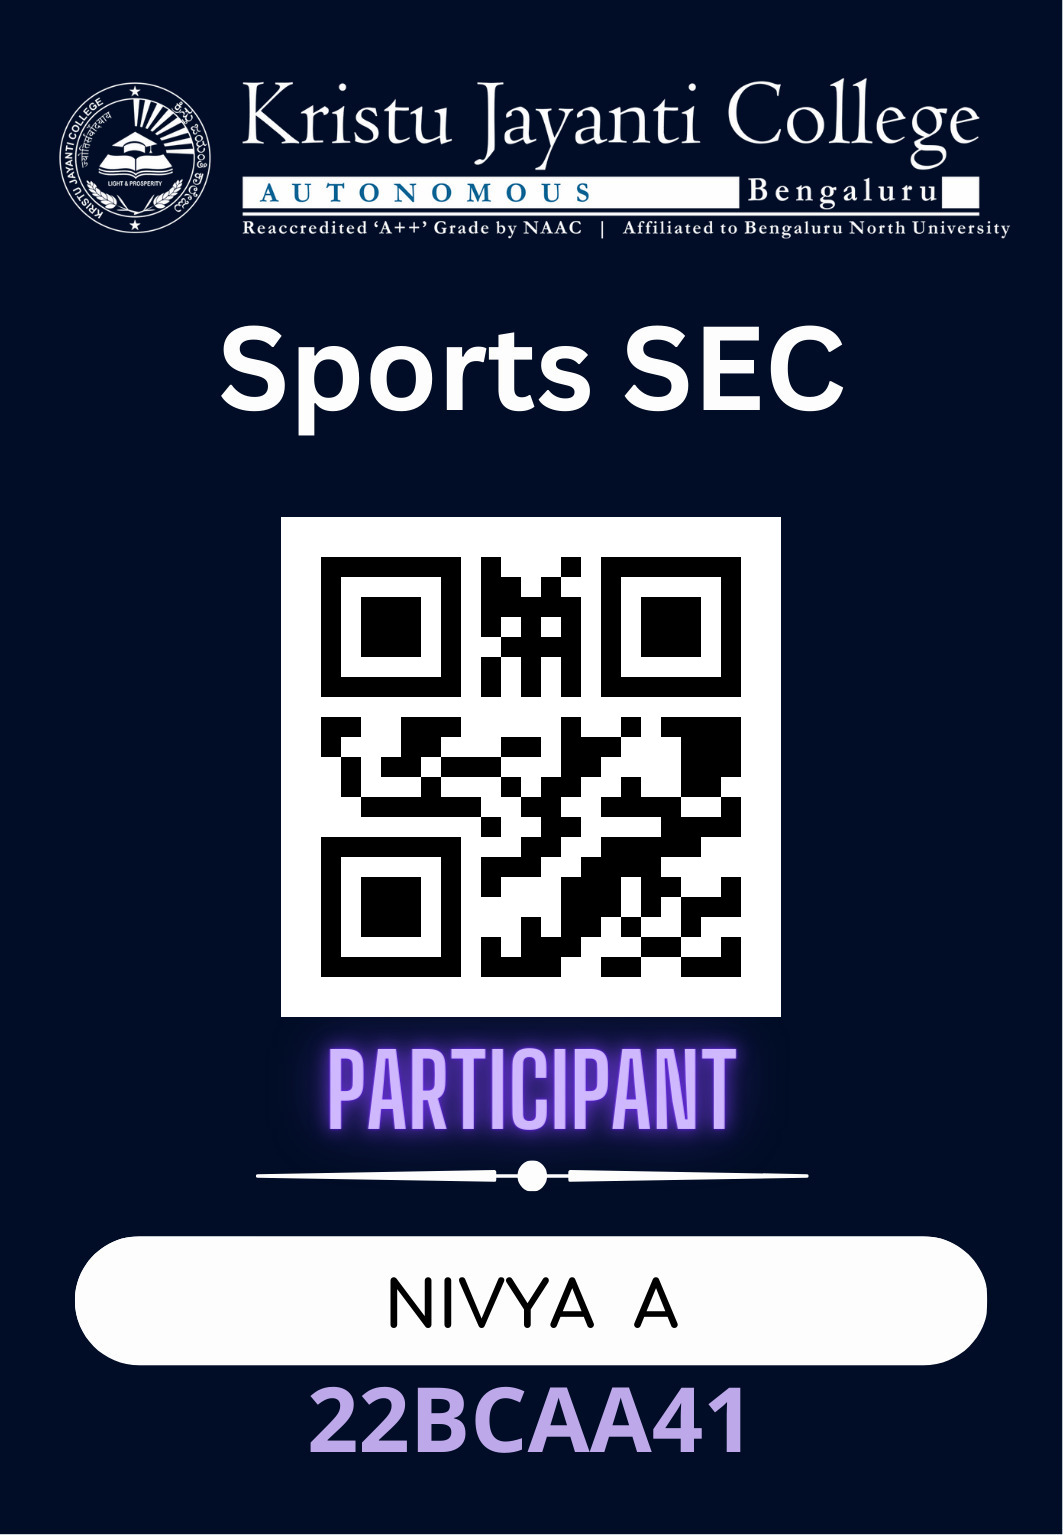 KRISTU JAYANTI COLLEGE
ಕ್ರಿಸ್ತು ಜಯಂತಿ ಕಾಲೇಜು
LIGHT & PROSPERITY
Kristu Jayanti College
AUTONOMOUS Bengaluru
Reaccredited ‘A++’ Grade by NAAC | Affiliated to Bengaluru North University
Sports SEC
PARTICIPANT
NIVYA A
22BCAA41